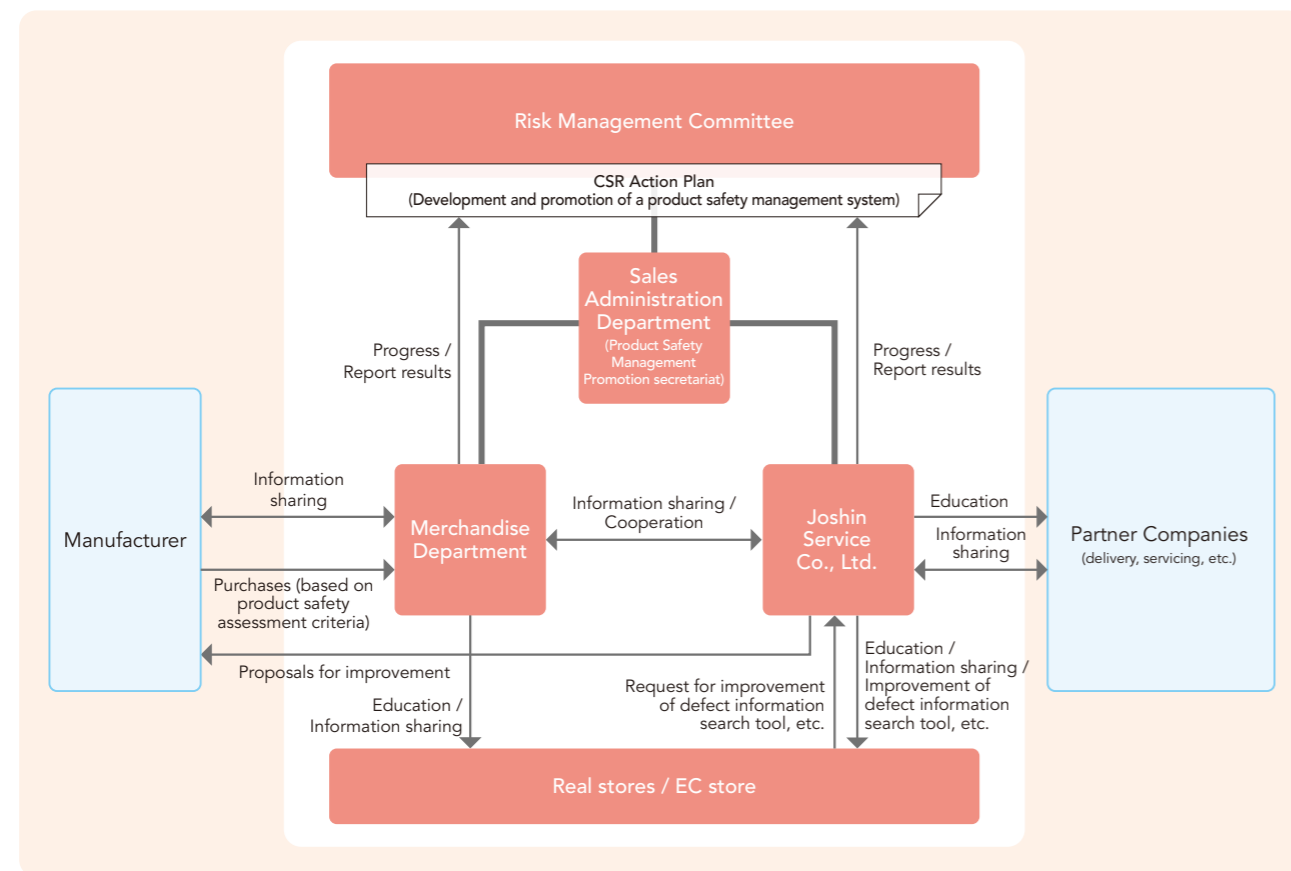 Risk Management Committee
CSR Action Plan
(Development and promotion of a product safety management system)
Sales
Administration
Department
(Product Safety
Management
Promotion secretariat)
Progress /
Report results
Progress /
Report results
Manufacturer
Information
sharing
Merchandise
Department
Information sharing /
Cooperation
Joshin
Service
Co., Ltd.
Education
Information
sharing
Partner Companies
(delivery, servicing, etc.)
Purchases (based on
product safety
assessment criteria)
Proposals for improvement
Education /
Information sharing
Request for improvement
of defect information
search tool, etc.
Education /
Information sharing /
Improvement of
defect information
search tool, etc.
Real stores / EC store